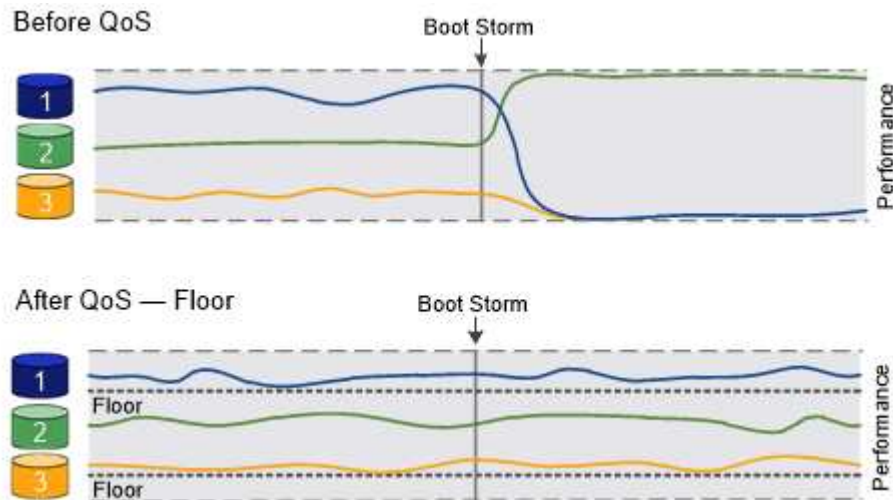 Before QoS
Boot Storm
1
2
3
Performance
After QoS — Floor
Boot Storm
1
Floor
2
3
Floor
Performance